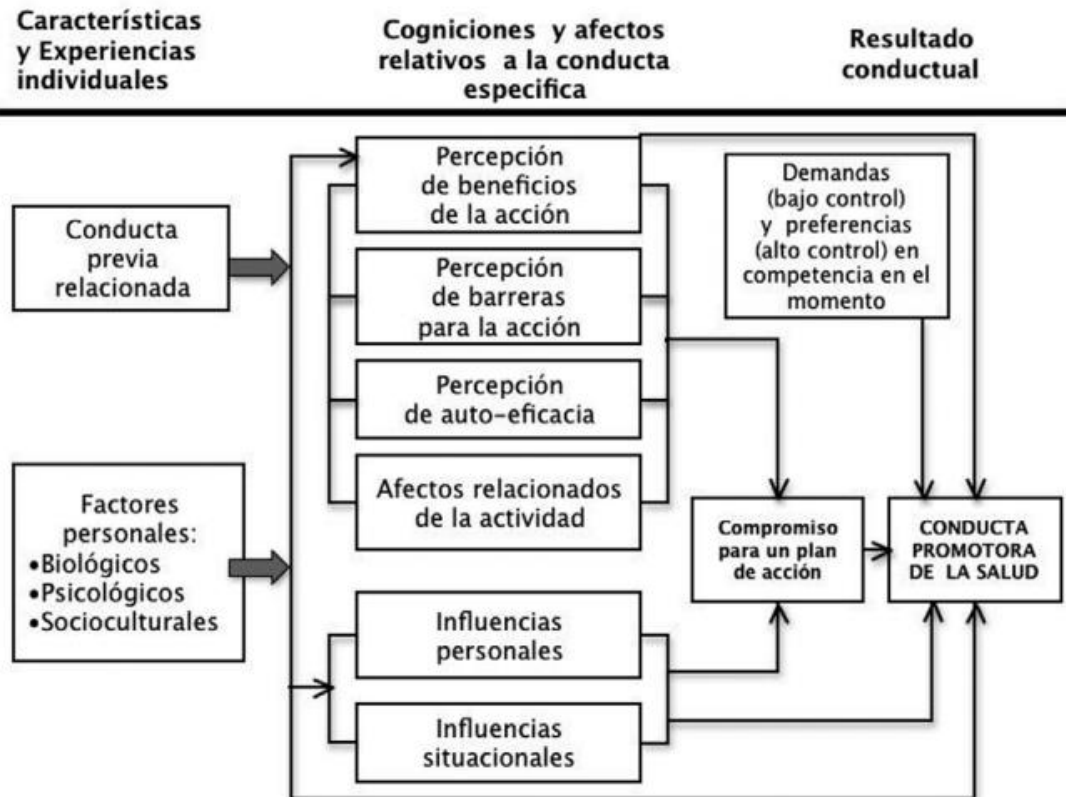 Características
y Experiencias
individuales
Cogniciones y afectos
relativos a la conducta
especifica
Resultado
conductual
Conducta
previa
relacionada
Factores
personales:
•Biológicos
•Psicológicos
•Socioculturales
Percepción
de beneficios
de la acción
Percepción
de barreras
para la acción
Percepción
de auto-eficacia
Afectos relacionados
de la actividad
Influencias
personales
Influencias
situacionales
Demandas
(bajo control)
y preferencias
(alto control) en
competencia en el
momento
Compromiso
para un plan
de acción
CONDUCTA
PROMOTORA
DE LA SALUD